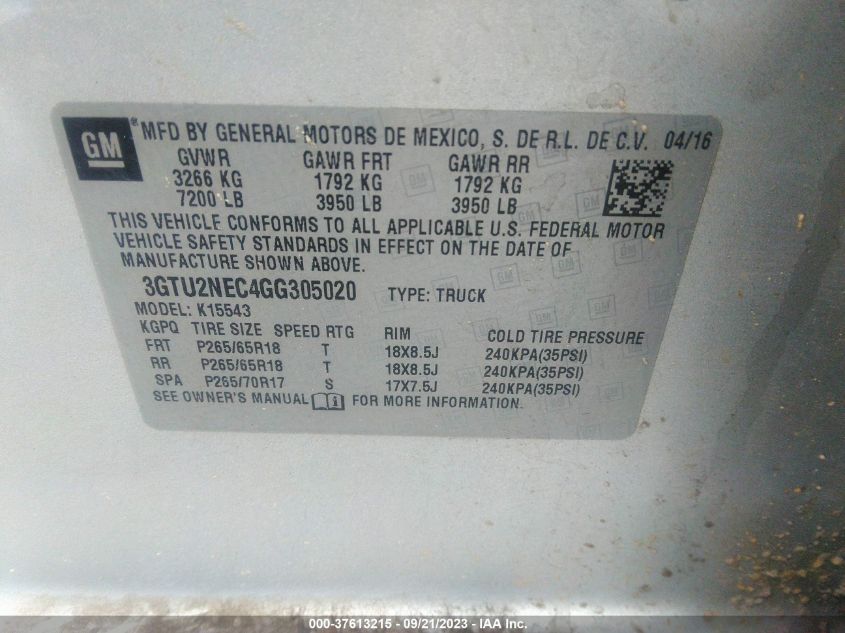 GM ® MFD BY GENERAL MOTORS DE MEXICO, S. DE R.L. DE C.V. 04/16
GVWR GAWR FRT GAWR RR
3266 KG 1792 KG 1792 KG
7200 LB 3950 LB 3950 LB
THIS VEHICLE CONFORMS TO ALL APPLICABLE U.S. FEDERAL MOTOR
VEHICLE SAFETY STANDARDS IN EFFECT ON THE DATE OF
MANUFACTURE SHOWN ABOVE.
3GTU2NEC4GG305020 TYPE: TRUCK
MODEL: K15543
KGPQ TIRE SIZE SPEED RTG RIM COLD TIRE PRESSURE
FRT P265/65R18 T 18X8.5J 240KPA(35PSI)
RR P265/65R18 T 18X8.5J 240KPA(35PSI)
SPA P265/70R17 S 17X7.5J 240KPA(35PSI)
SEE OWNER'S MANUAL FOR MORE INFORMATION.
000-37613215 - 09/21/2023 - IAA Inc.